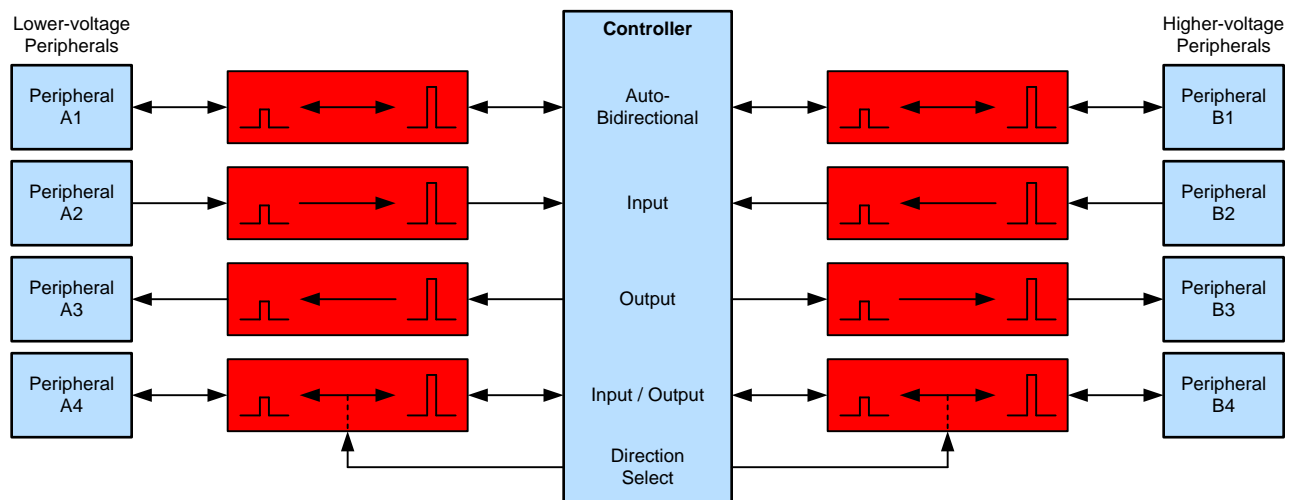 Lower-voltage
Peripherals
Controller
Higher-voltage
Peripherals
Peripheral
A1
Auto-
Bidirectional
Peripheral
B1
Peripheral
A2
Input
Peripheral
B2
Peripheral
A3
Output
Peripheral
B3
Peripheral
A4
Input / Output
Peripheral
B4
Direction
Select